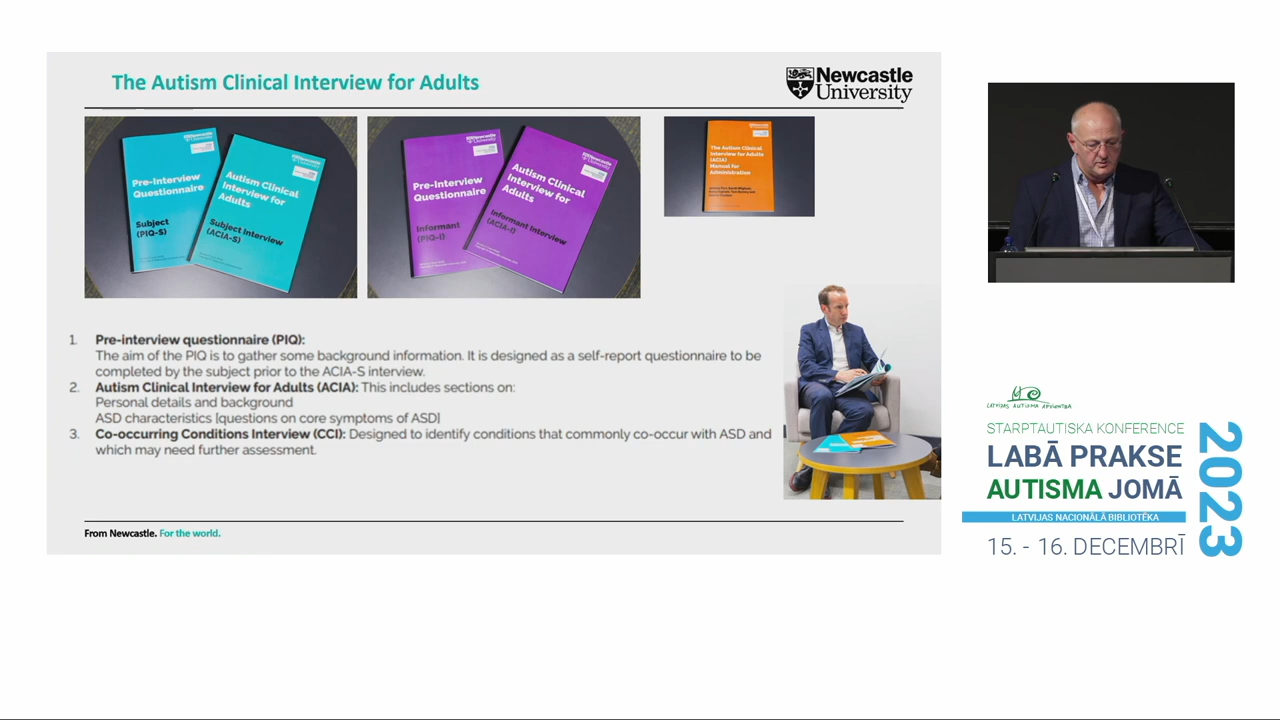 The Autism Clinical Interview for Adults
Newcastle
University
Newcastle
University
Pre-Interview
Questionnaire
Subject
(PIQ-S)
Autism Clinical
Interview for
Adults
Subject Interview
(ACIA-S)
Pre-Interview
Questionnaire
Informant
(PIQ-I)
Autism Clinical
Interview for
Adults
Informant Interview
(ACIA-I)
The Autism Clinical
Interview for Adults
(ACIA)
Manual for
Administration
1. Pre-interview questionnaire (PIQ):
The aim of the PIQ is to gather some background information. It is designed as a self-report questionnaire to be
completed by the subject prior to the ACIA-S interview.
2. Autism Clinical Interview for Adults (ACIA): This includes sections on:
Personal details and background
ASD characteristics [questions on core symptoms of ASD]
3. Co-occurring Conditions Interview (CCI): Designed to identify conditions that commonly co-occur with ASD and
which may need further assessment.
From Newcastle. For the world.
LATVIJAS AUTISMA APVIENĪBA
STARPTAUTISKA KONFERENCE
LABĀ PRAKSE
AUTISMA JOMĀ
LATVIJAS NACIONĀLĀ BIBLIOTĒKA
15. - 16. DECEMBRĪ
2023